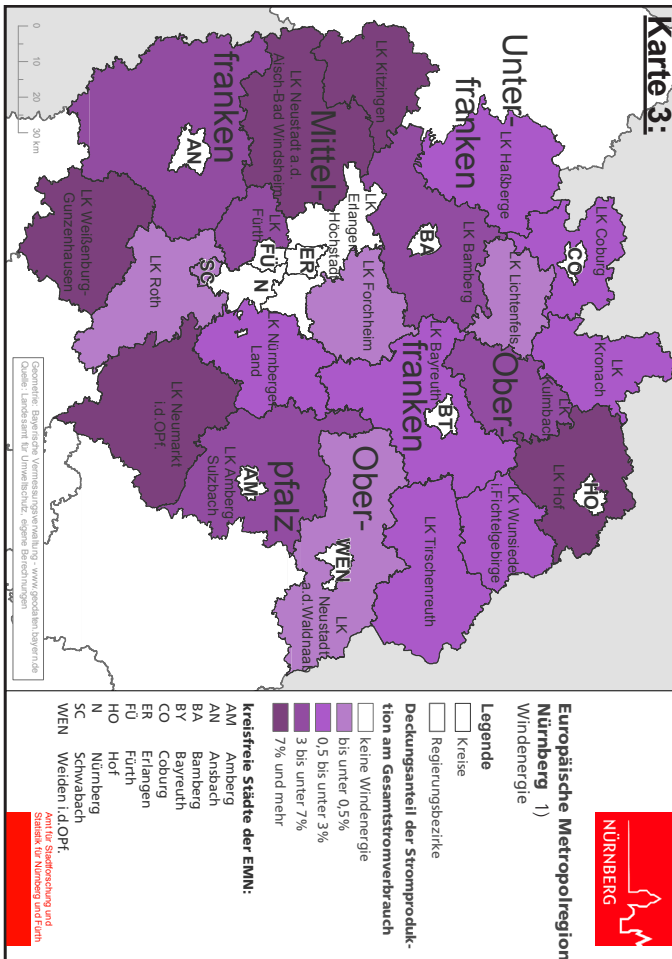 Karte 3:
Unter-
franken
Mittel-
franken
Ober-
franken
Ober-
pfalz
LK Coburg
CO
LK
Kronach
LK Haßberge
LK Lichtenfels
LK
Kulmbach
LK Hof
HO
LK Bamberg
BA
LK Bayreuth
BT
LK Wunsiedel
i.Fichtelgebirge
LK Kitzingen
LK
Erlangen-
Höchstadt
LK Forchheim
LK Tirschenreuth
LK Neustadt a.d.
Aisch-Bad Windsheim
ER
LK
Fürth
FÜ
N
LK Nürnberger
Land
WEN
LK
Neustadt
a.d.Waldnaab
AN
SC
AM
LK Amberg-
Sulzbach
LK Roth
LK Neumarkt
i.d.OPf.
LK Weißenburg-
Gunzenhausen
0 10 20 30 km
Geometrie: Bayerische Vermessungsverwaltung - www.geodaten.bayern.de
Quelle: Landesamt für Umweltschutz, eigene Berechnungen
NÜRNBERG
Europäische Metropolregion
Nürnberg 1)
Windenergie
Legende
Kreise
Regierungsbezirke
Deckungsanteil der Stromproduk-
tion am Gesamtstromverbrauch
keine Windenergie
bis unter 0,5%
0,5 bis unter 3%
3 bis unter 7%
7% und mehr
kreisfreie Städte der EMN:
AM Amberg
AN Ansbach
BA Bamberg
BY Bayreuth
CO Coburg
ER Erlangen
FÜ Fürth
HO Hof
N Nürnberg
SC Schwabach
WEN Weiden i.d.OPf.
Amt für Stadtforschung und
Statistik für Nürnberg und Fürth